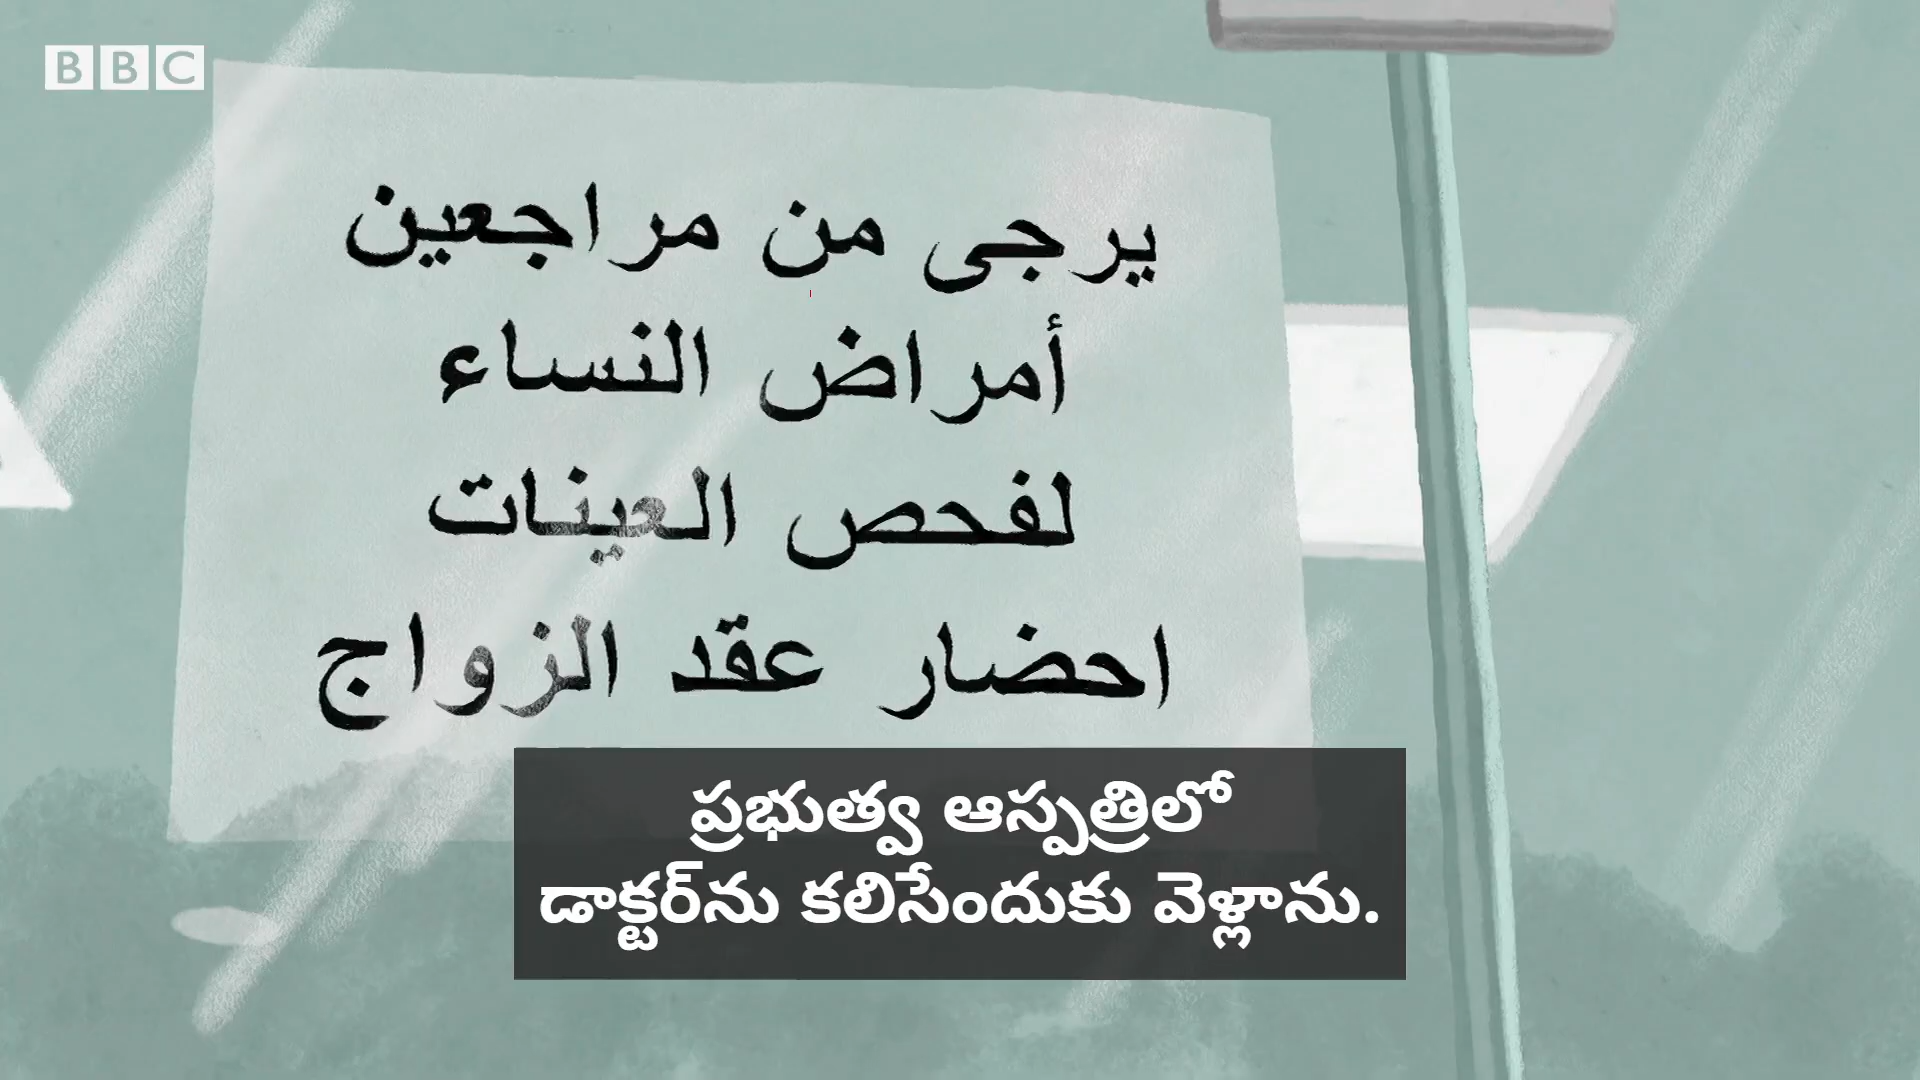 BBC
يرجى من مراجعين
أمراض النساء
لفحص العينات
احضار عقد الزواج
ప్రభుత్వ ఆస్పత్రిలో
డాక్టర్‌ను కలిసేందుకు వెళ్లాను.